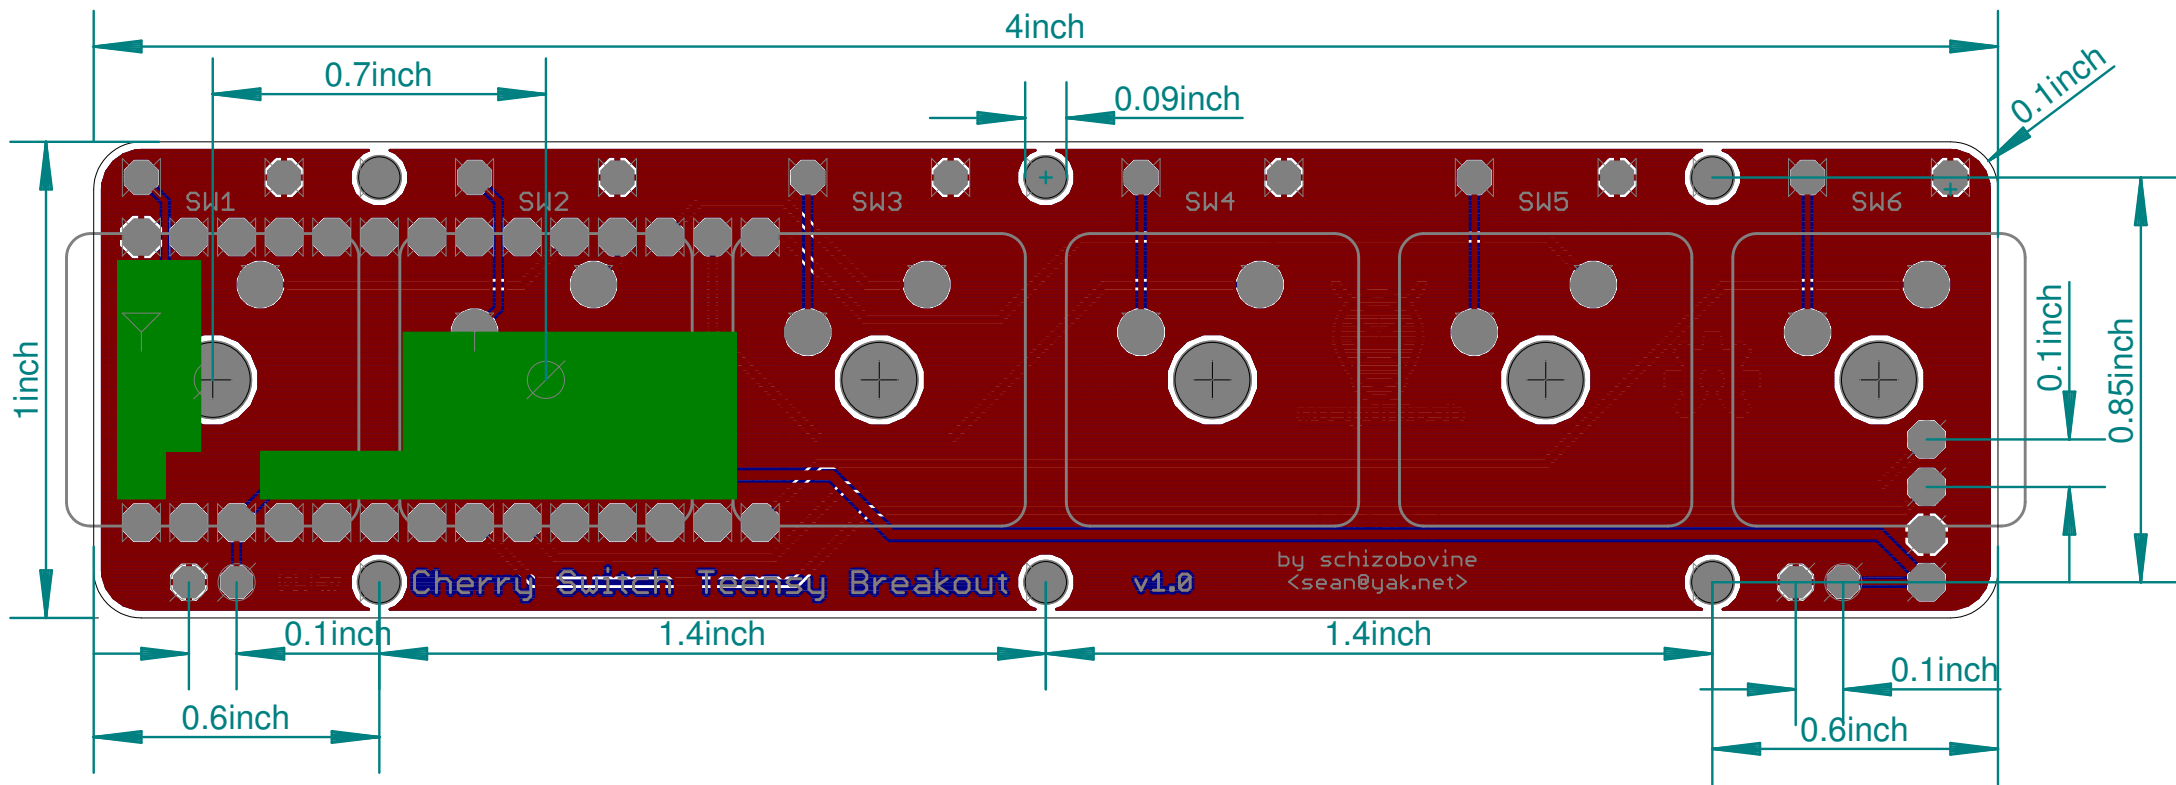 4inch
0.7inch
0.09inch
0.1inch
SW1
SW2
SW3
SW4
SW5
SW6
1inch
0.1inch
0.85inch
by schizobovine
<sean@yak.net>
Cherry Switch Teensy Breakout
v1.0
0.1inch
1.4inch
1.4inch
0.1inch
0.6inch
0.6inch